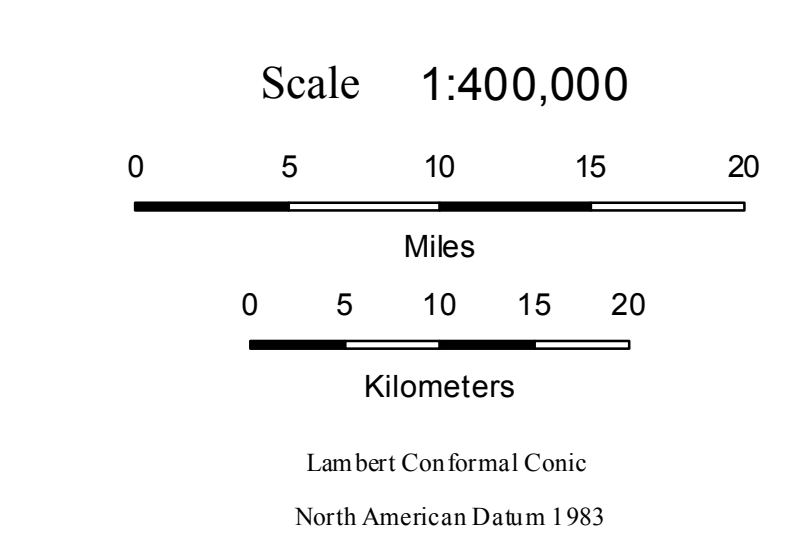 Scale 1:400,000
0 5 10 15 20
Miles
0 5 10 15 20
Kilometers
Lambert Conformal Conic
North American Datum 1983